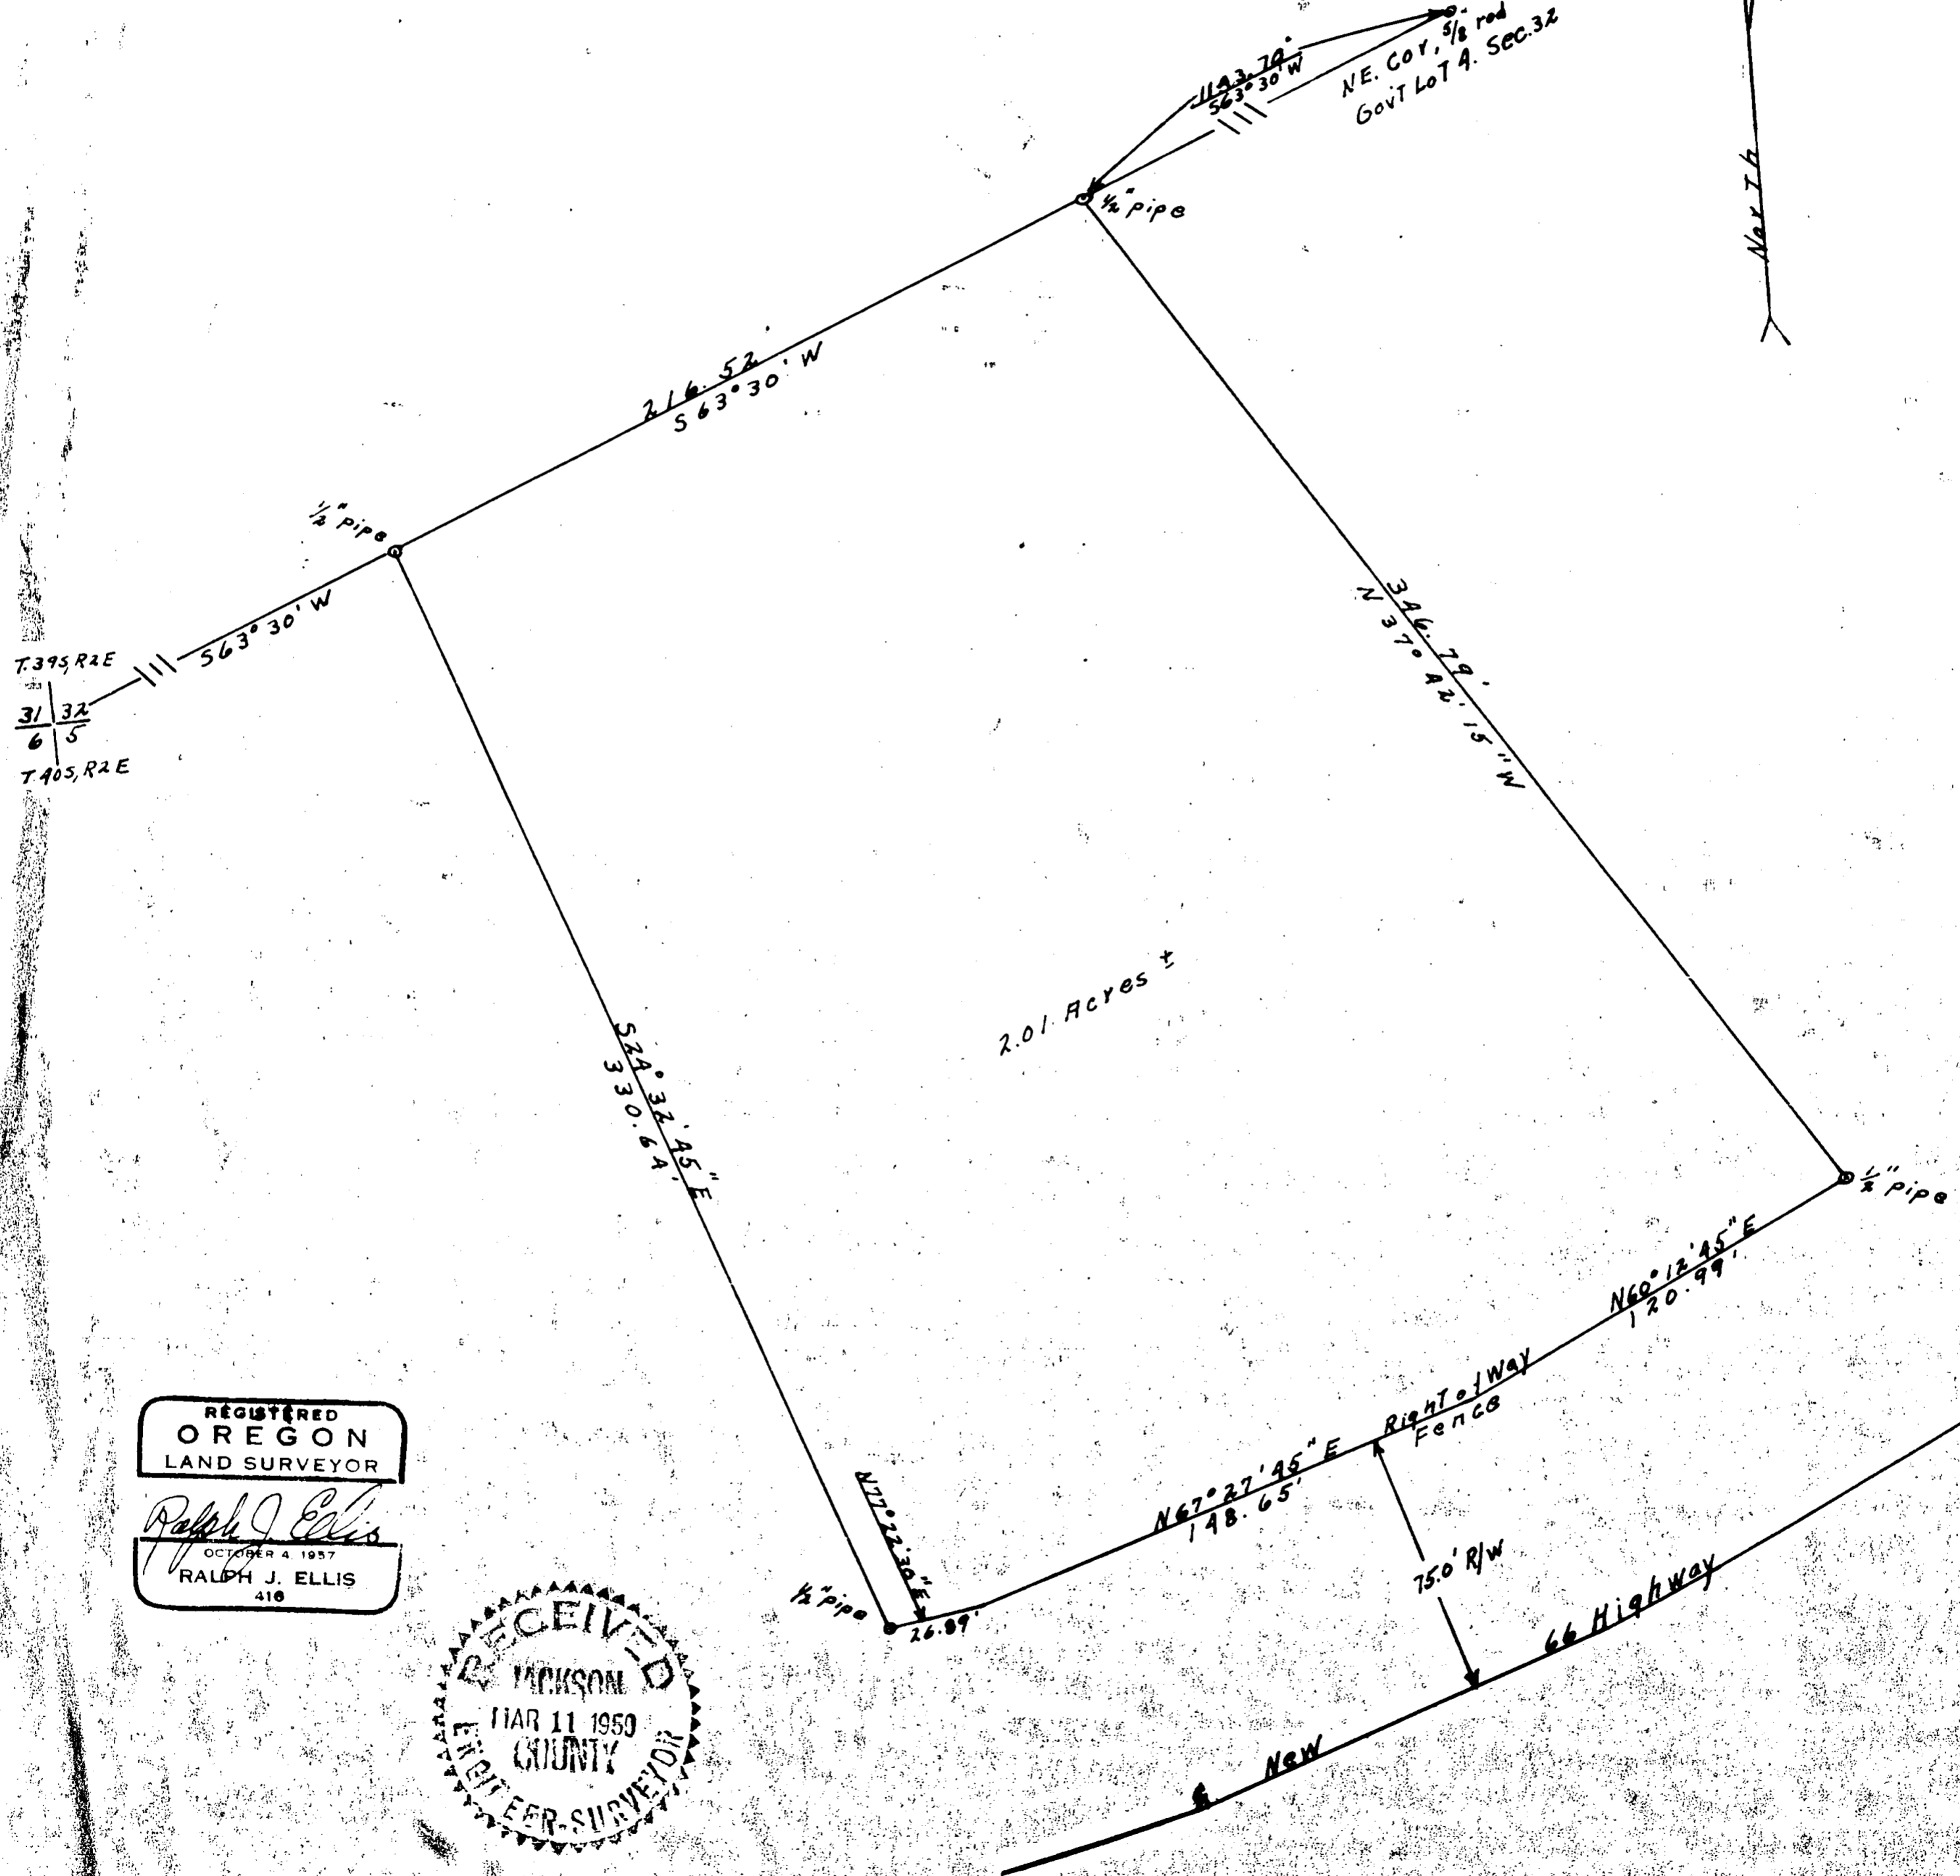 1143.70'
S63°30'W
NE. Cor, 5/8 rod
Gov'T LoT 4. Sec.32
North
1/2" pipe
216.52
S63°30'W
1/2" pipe
S63°30'W
T.39S,R2E
31 32
6 5
T.40S,R2E
346.79'
N37°42'15"W
2.01 Acres ±
S24°32'45"E
330.64'
1/2" pipe
N60°12'45"E
120.99'
RighT of Way
Fence
N67°27'45"E
148.65'
N77°22'30"E
26.89'
1/2" pipe
75.0' R/W
New 66 Highway
REGISTERED
OREGON
LAND SURVEYOR
Ralph J. Ellis
OCTOBER 4, 1957
RALPH J. ELLIS
416
RECEIVED
JACKSON
MAR 11 1959
COUNTY
ENGINEER-SURVEYOR